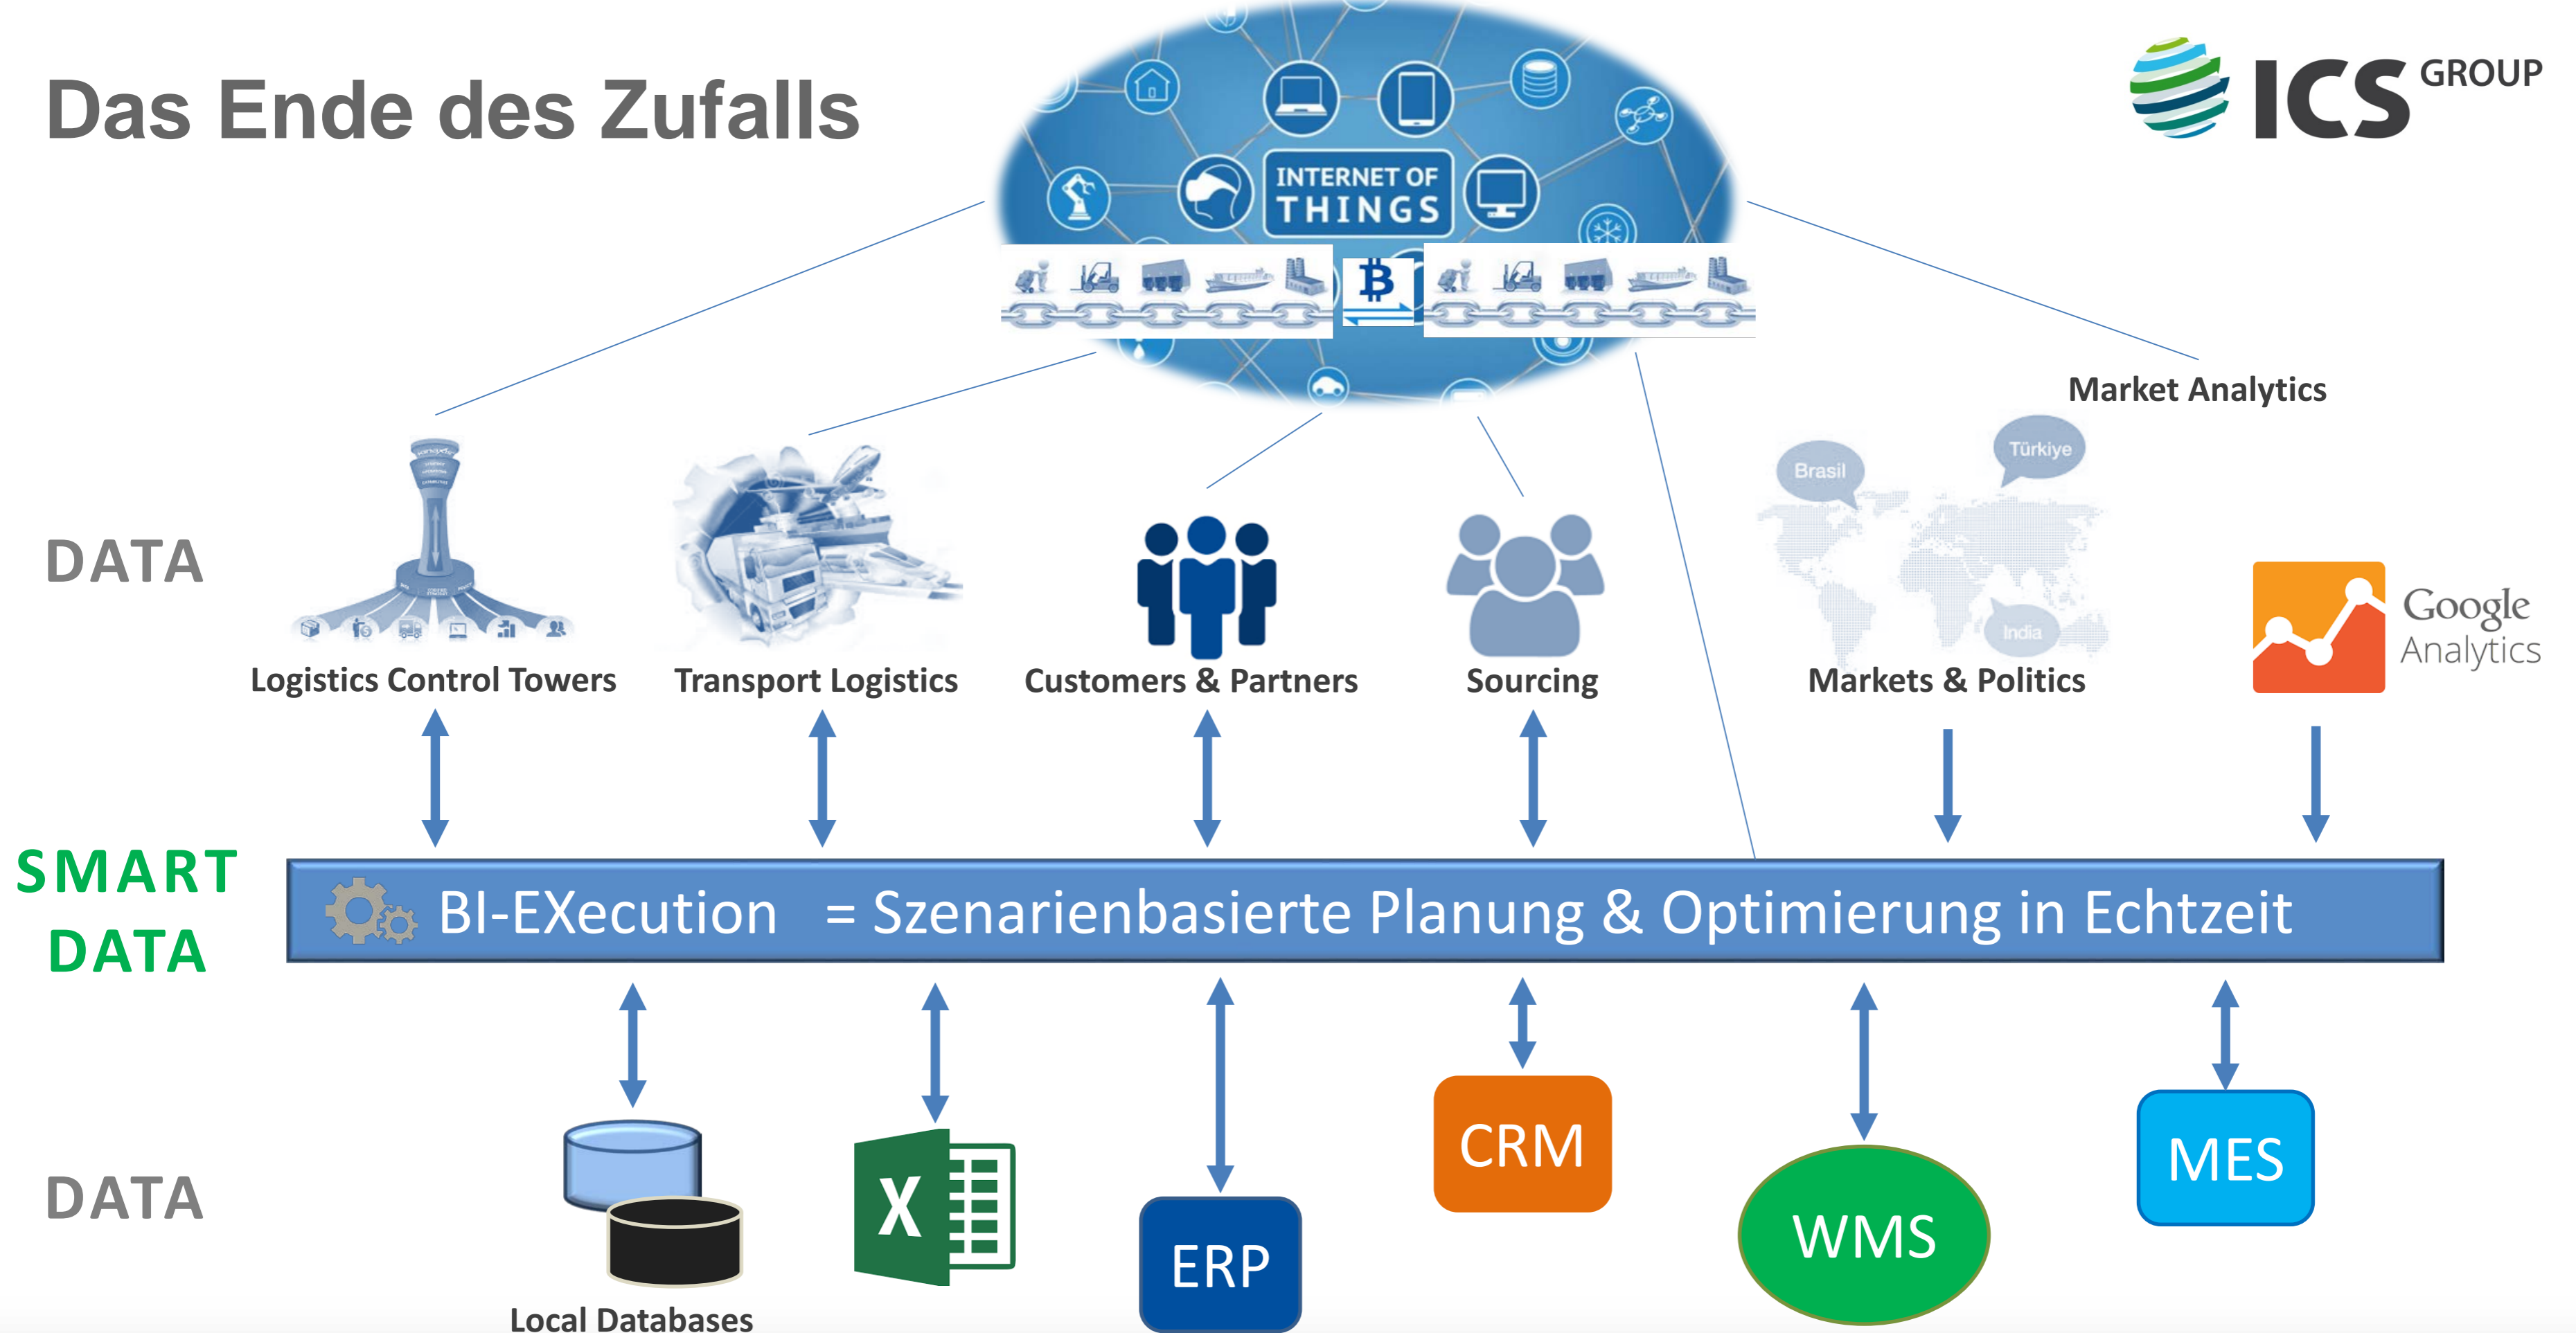 Das Ende des Zufalls
ICS GROUP
INTERNET OF
THINGS
Market Analytics
Brasil
Türkiye
India
DATA
Google
Analytics
Logistics Control Towers
Transport Logistics
Customers & Partners
Sourcing
Markets & Politics
SMART
DATA
BI-EXecution = Szenarienbasierte Planung & Optimierung in Echtzeit
DATA
X
CRM
MES
WMS
ERP
Local Databases